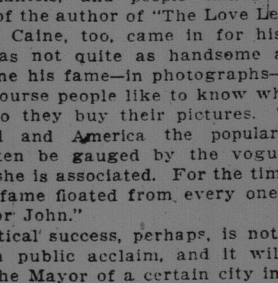 of the author of "The Love Le
Caine, too, came in for his
as not quite as handsome a
ne his fame—in photographs—
ourse people like to know wh
o they buy their pictures.
l and America the popular
en be gauged by the vogu
she is associated. For the tim
fame floated from every one
or John."
tical success, perhaps, is not
public acclaim, and it wil
he Mayor of a certain city in